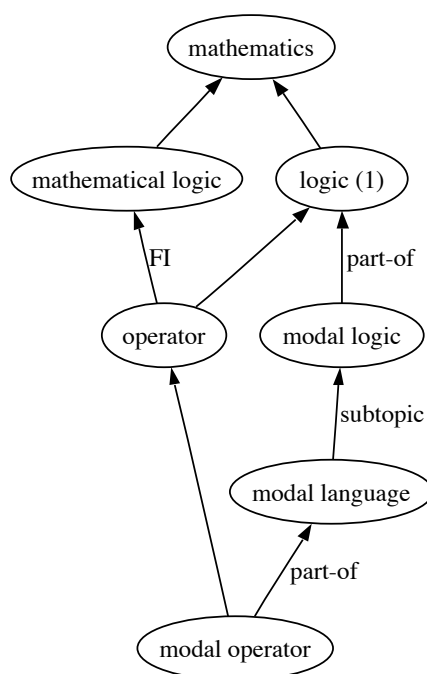 mathematics
mathematical logic
logic (1)
FI
part-of
operator
modal logic
subtopic
modal language
part-of
modal operator